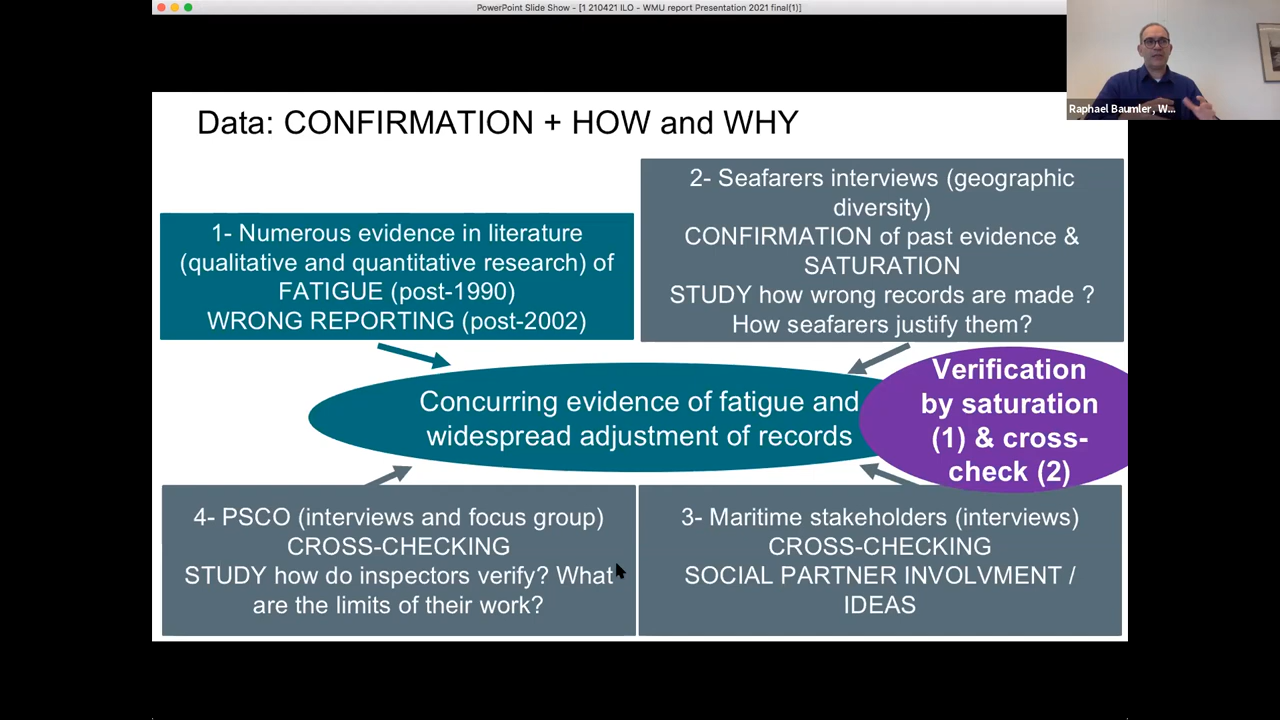 PowerPoint Slide Show - [1 210421 ILO - WMU report Presentation 2021 final(1)]
Raphael Baumler, W...
Data: CONFIRMATION + HOW and WHY
1- Numerous evidence in literature
(qualitative and quantitative research) of
FATIGUE (post-1990)
WRONG REPORTING (post-2002)
2- Seafarers interviews (geographic
diversity)
CONFIRMATION of past evidence &
SATURATION
STUDY how wrong records are made ?
How seafarers justify them?
Concurring evidence of fatigue and
widespread adjustment of records
Verification
by saturation
(1) & cross-
check (2)
4- PSCO (interviews and focus group)
CROSS-CHECKING
STUDY how do inspectors verify? What
are the limits of their work?
3- Maritime stakeholders (interviews)
CROSS-CHECKING
SOCIAL PARTNER INVOLVMENT /
IDEAS